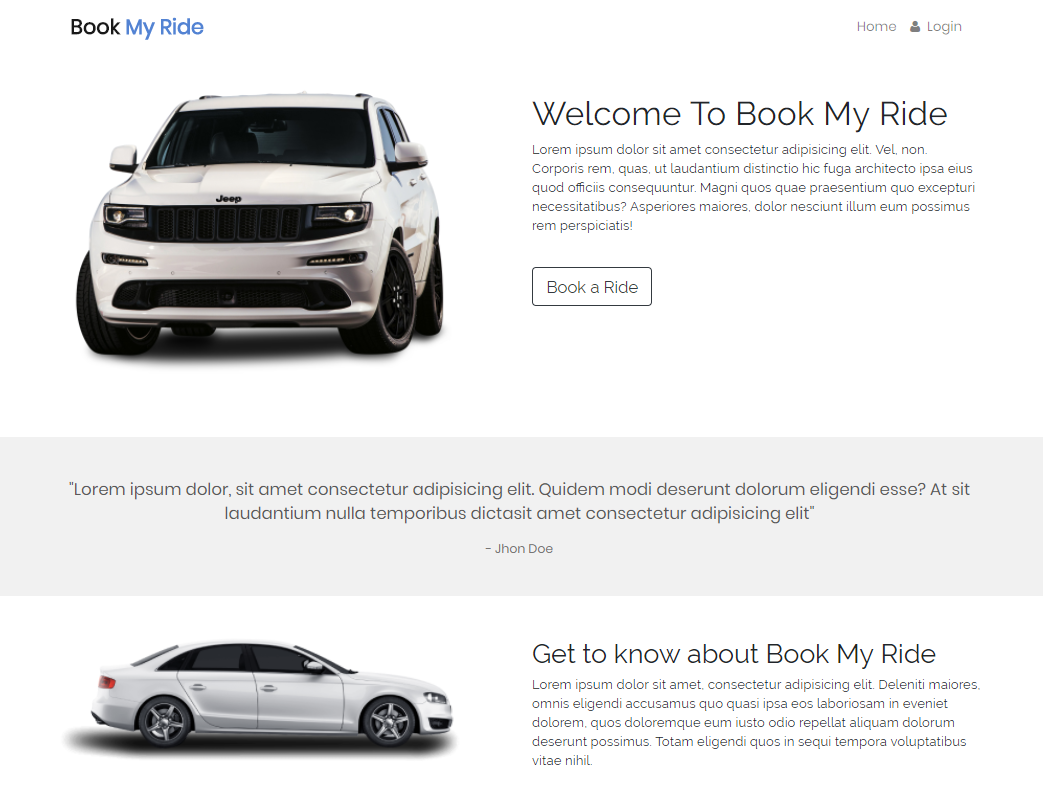 Book My Ride
Home Login
Jeep
Welcome To Book My Ride
Lorem ipsum dolor sit amet consectetur adipisicing elit. Vel, non.
Corporis rem, quas, ut laudantium distinctio hic fuga architecto ipsa eius
quod officiis consequuntur. Magni quos quae praesentium quo excepturi
necessitatibus? Asperiores maiores, dolor nesciunt illum eum possimus
rem perspiciatis!
Book a Ride
"Lorem ipsum dolor, sit amet consectetur adipisicing elit. Quidem modi deserunt dolorum eligendi esse? At sit
laudantium nulla temporibus dictasit amet consectetur adipisicing elit"
- Jhon Doe
Get to know about Book My Ride
Lorem ipsum dolor sit amet, consectetur adipisicing elit. Deleniti maiores,
omnis eligendi accusamus quo quasi ipsa eos laboriosam in eveniet
dolorem, quos doloremque eum iusto odio repellat aliquam dolorum
deserunt possimus. Totam eligendi quos in sequi tempora voluptatibus
vitae nihil.